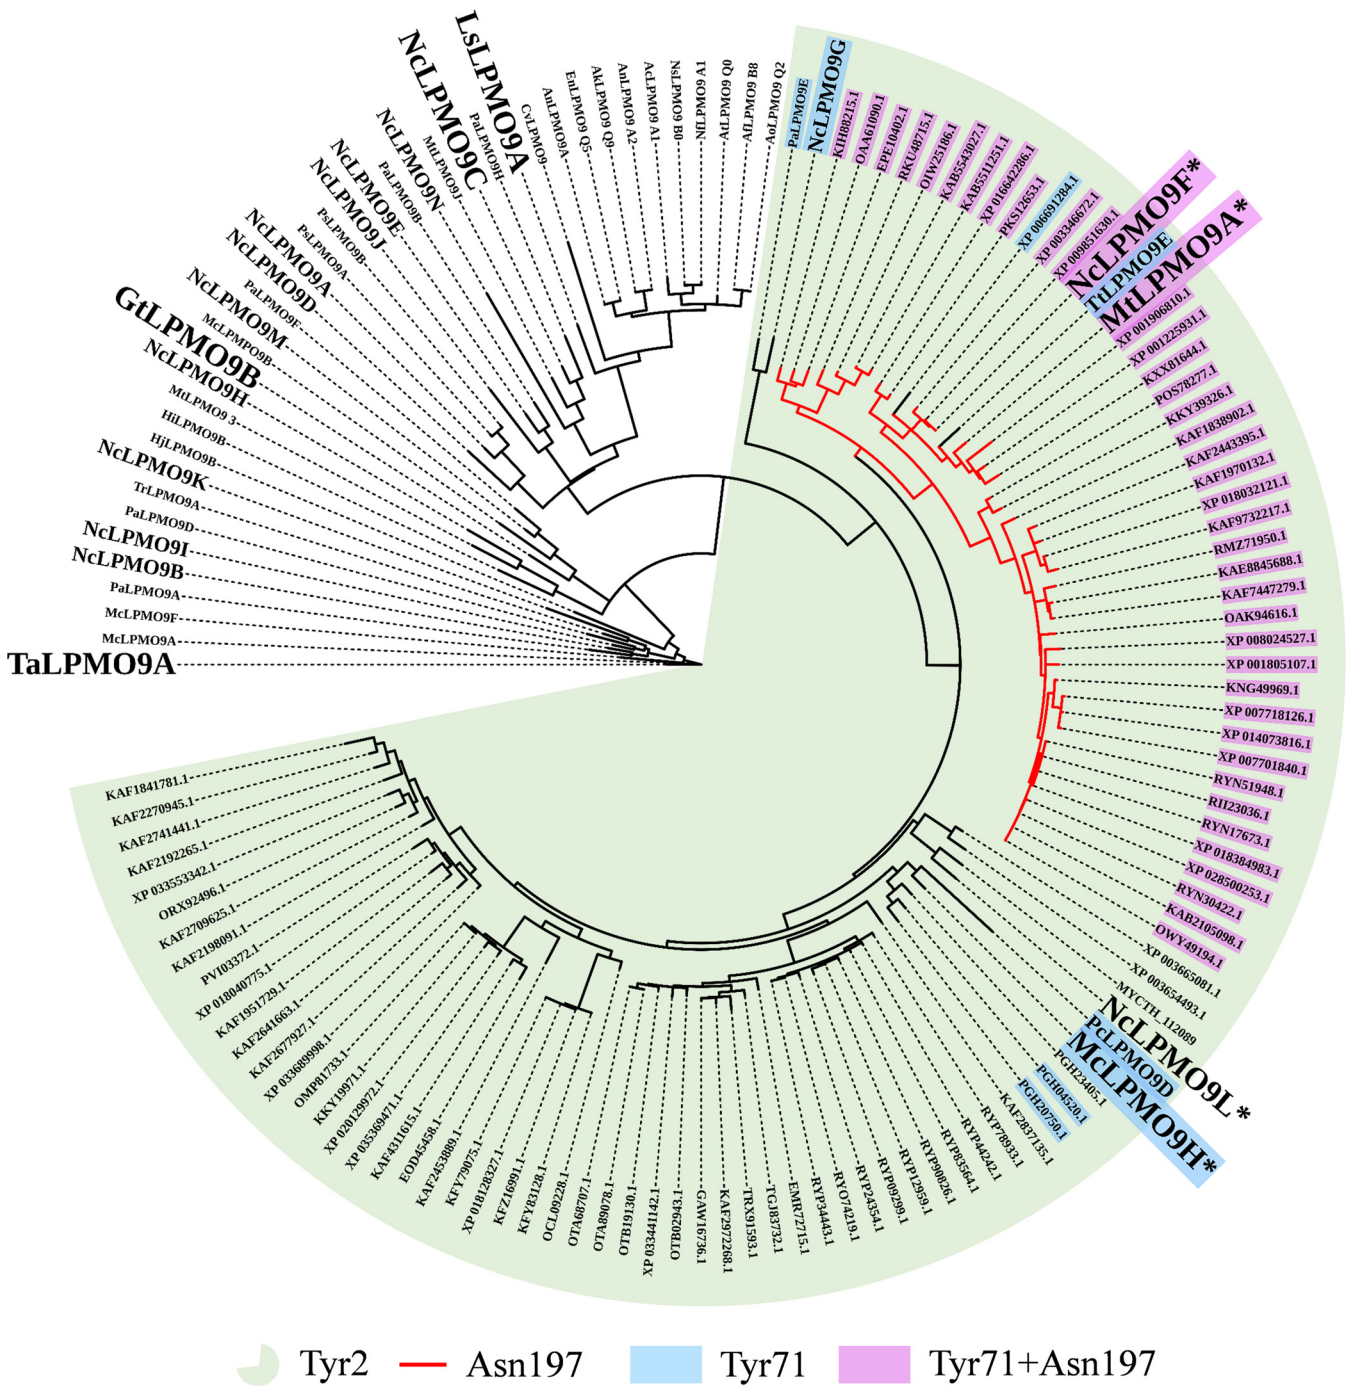 TaLPMO9A
McLPMO9A
McLPMO9F
PaLPMO9A
NcLPMO9B
NcLPMO9I
PaLPMO9D
TrLPMO9A
NcLPMO9K
HjLPMO9B
HiLPMO9B
MtLPMO9 3
NcLPMO9H
GtLPMO9B
McLMPO9B
NcLPMO9M
PaLPMO9F
NcLPMO9D
NcLPMO9A
PsLPMO9A
PsLPMO9B
NcLPMO9J
NcLPMO9E
PaLPMO9B
NcLPMO9N
MtLPMO9J
NcLPMO9C
PaLPMO9H
LsLPMO9A
CvLPMO9
AnLPMO9A
EnLPMO9 Q5
AkLPMO9 Q9
AnLPMO9 A2
AcLPMO9 A1
NsLPMO9 B0
NfLPMO9 A1
AtLPMO9 Q0
AfLPMO9 B8
AoLPMO9 Q2
PaLPMO9E
NcLPMO9G
KIH88215.1
OAA61090.1
EPE10402.1
RKU48715.1
OIW25186.1
KAB5543027.1
KAB5511251.1
XP 016642286.1
PKS12653.1
XP 006691284.1
XP 003346672.1
XP 009851630.1
NcLPMO9F*
TtLPMO9E
MtLPMO9A*
XP 001906810.1
XP 001225931.1
KXX81644.1
POS78277.1
KKY39326.1
KAF1838902.1
KAF2443395.1
KAF1970132.1
XP 018032121.1
KAF9732217.1
RMZ71950.1
KAE8845688.1
KAF7447279.1
OAK94616.1
XP 008024527.1
XP 001805107.1
KNG49969.1
XP 007718126.1
XP 014073816.1
XP 007701840.1
RYN51948.1
RII23036.1
RYN17673.1
XP 018384983.1
XP 028500253.1
RYN30422.1
KAB2105098.1
OWY49194.1
XP 003665081.1
XP 003654493.1
MYCTH_112089
NcLPMO9L*
PcLPMO9D
McLPMO9H*
PGH23405.1
PGH04520.1
PGH20750.1
KAF2837135.1
RYP78933.1
RYP44242.1
RYP83564.1
RYP90826.1
RYP12959.1
RYP09299.1
RYP24354.1
RYO74219.1
RYP34443.1
EMR72715.1
TGJ83732.1
TRX91593.1
KAF2972268.1
GAW16736.1
OTB02943.1
XP 033441142.1
OTB19130.1
OTA89078.1
OTA68707.1
OCL09228.1
KFY83128.1
KFZ16991.1
XP 018128327.1
KFY79075.1
KAF2453889.1
EOD45458.1
KAF4311615.1
XP 035369471.1
XP 020129972.1
KKY19971.1
OMP81733.1
XP 033689998.1
KAF2677927.1
KAF2641663.1
KAF1951729.1
XP 018040775.1
PVI03372.1
KAF2198091.1
KAF2709625.1
ORX92496.1
XP 033553342.1
KAF2192265.1
KAF2741441.1
KAF2270945.1
KAF1841781.1
Tyr2 Asn197 Tyr71 Tyr71+Asn197